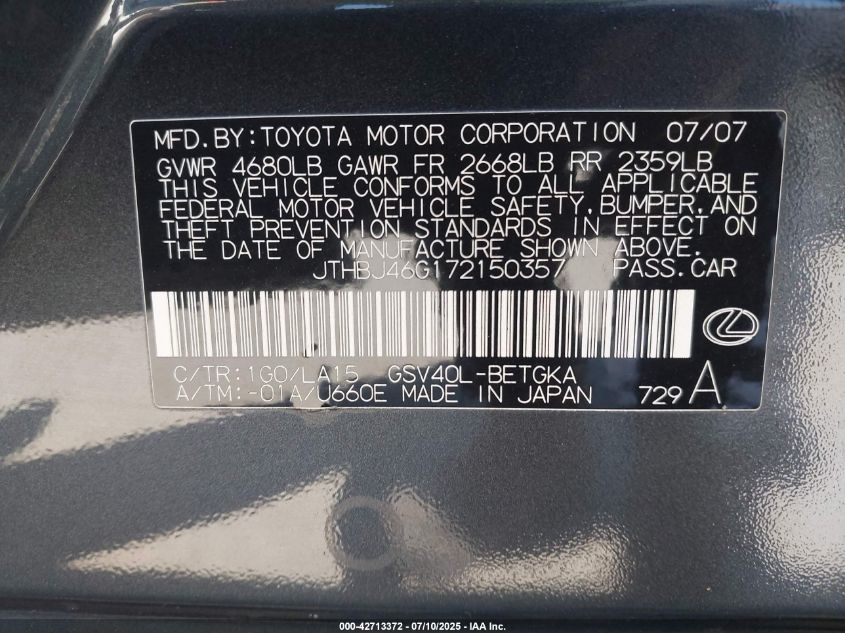 MFD.BY:TOYOTA MOTOR CORPORATION 07/07
GVWR 4680LB GAWR FR 2668LB RR 2359LB
THIS VEHICLE CONFORMS TO ALL APPLICABLE
FEDERAL MOTOR VEHICLE SAFETY,BUMPER,AND
THEFT PREVENTION STANDARDS IN EFFECT ON
THE DATE OF MANUFACTURE SHOWN ABOVE.
JTHBJ46G172150357 PASS.CAR
C/TR:1G0/LA15 GSV40L-BETGKA
A/TM:-01A/U660E MADE IN JAPAN 729 A
000-42713372 - 07/10/2025 - IAA Inc.